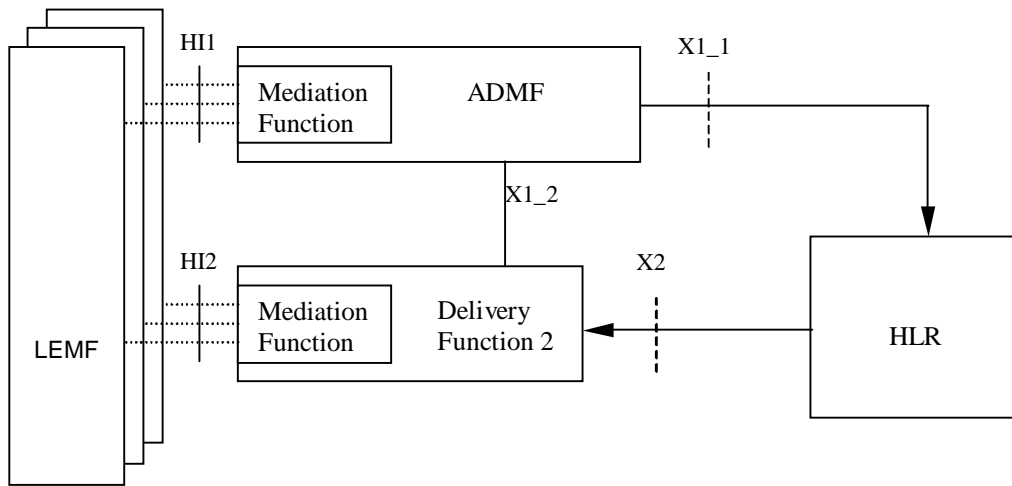 HI1
X1_1
Mediation
Function
ADMF
X1_2
HI2
X2
Mediation
Function
Delivery
Function 2
LEMF
HLR